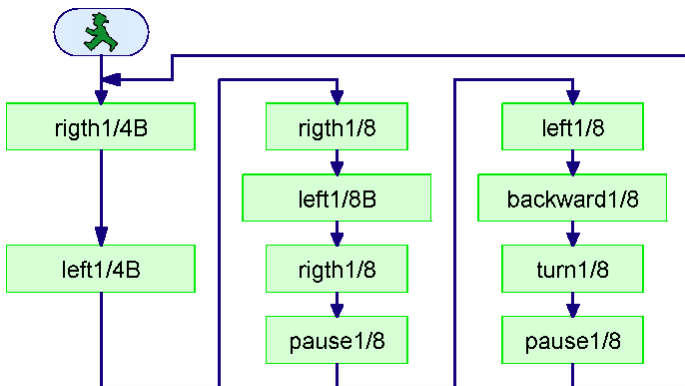 rigth1/4B
left1/4B
rigth1/8
left1/8B
rigth1/8
pause1/8
left1/8
backward1/8
turn1/8
pause1/8